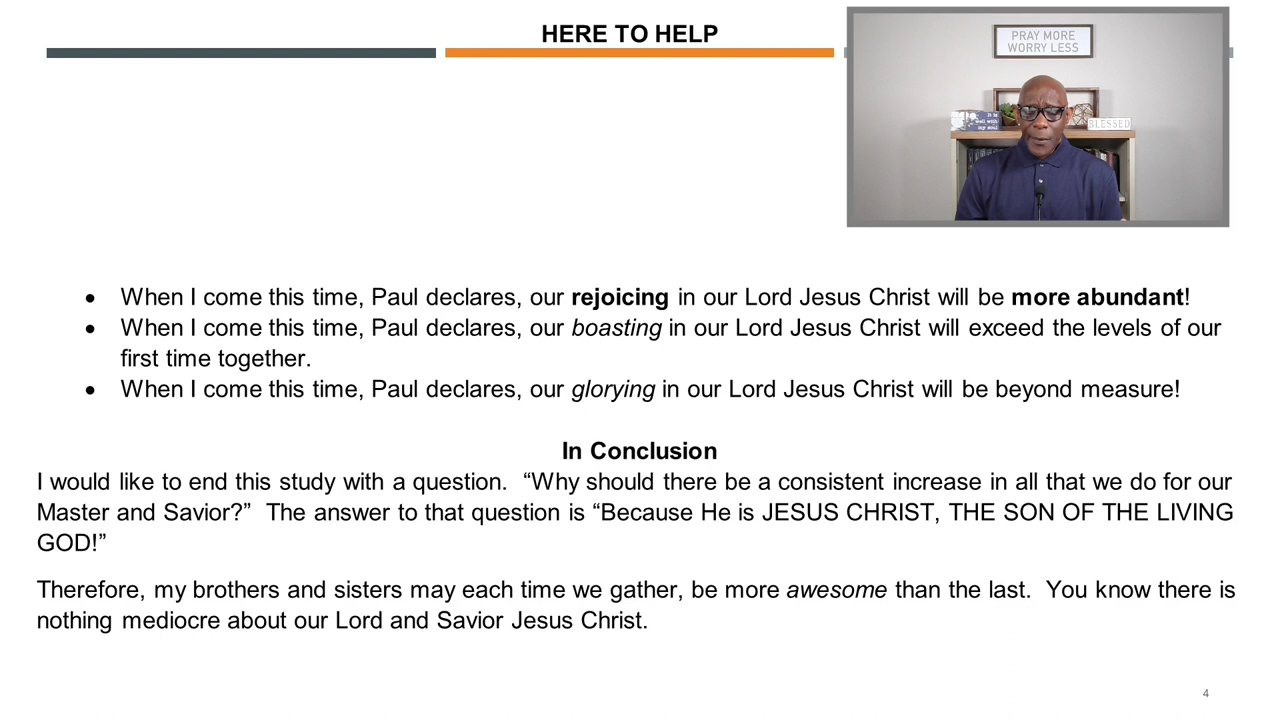 HERE TO HELP
PRAY MORE
WORRY LESS
it is
well with
my soul
BLESSED
• When I come this time, Paul declares, our rejoicing in our Lord Jesus Christ will be more abundant!
• When I come this time, Paul declares, our boasting in our Lord Jesus Christ will exceed the levels of our
first time together.
• When I come this time, Paul declares, our glorying in our Lord Jesus Christ will be beyond measure!
In Conclusion
I would like to end this study with a question. “Why should there be a consistent increase in all that we do for our
Master and Savior?” The answer to that question is “Because He is JESUS CHRIST, THE SON OF THE LIVING
GOD!”
Therefore, my brothers and sisters may each time we gather, be more awesome than the last. You know there is
nothing mediocre about our Lord and Savior Jesus Christ.
4